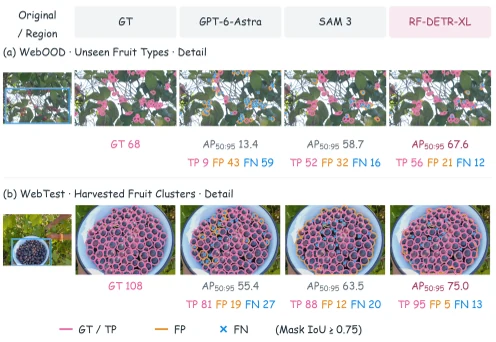 Original / Region
GT
GPT-6-Astra
SAM 3
RF-DETR-XL
(a) WebOOD · Unseen Fruit Types · Detail
GT 68
AP50:95 13.4
TP 9 FP 43 FN 59
AP50:95 58.7
TP 52 FP 32 FN 16
AP50:95 67.6
TP 56 FP 21 FN 12
(b) WebTest · Harvested Fruit Clusters · Detail
GT 108
AP50:95 55.4
TP 81 FP 19 FN 27
AP50:95 63.5
TP 88 FP 12 FN 20
AP50:95 75.0
TP 95 FP 5 FN 13
GT / TP
FP
× FN
(Mask IoU ≥ 0.75)